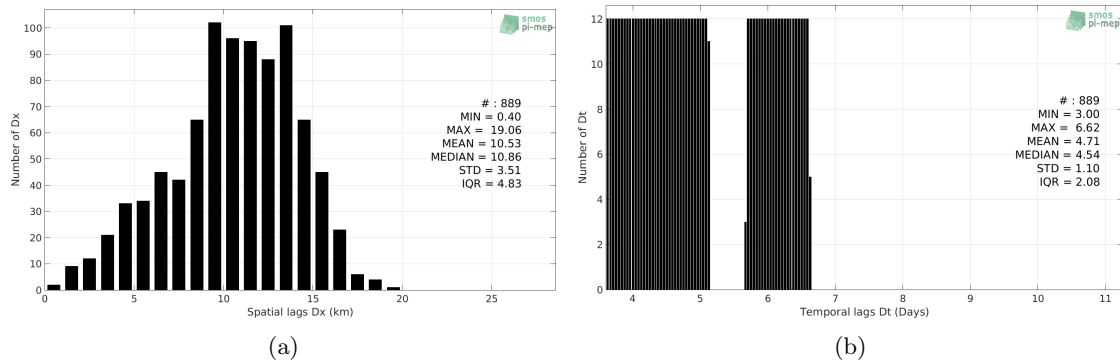 smos
pi-mep
100
90
80
70
60
50
40
30
20
10
0
Number of Dx
# : 889
MIN = 0.40
MAX = 19.06
MEAN = 10.53
MEDIAN = 10.86
STD = 3.51
IQR = 4.83
0 5 10 15 20 25
Spatial lags Dx (km)
(a)
smos
pi-mep
12
10
8
6
4
2
0
Number of Dt
# : 889
MIN = 3.00
MAX = 6.62
MEAN = 4.71
MEDIAN = 4.54
STD = 1.10
IQR = 2.08
4 5 6 7 8 9 10 11
Temporal lags Dt (Days)
(b)